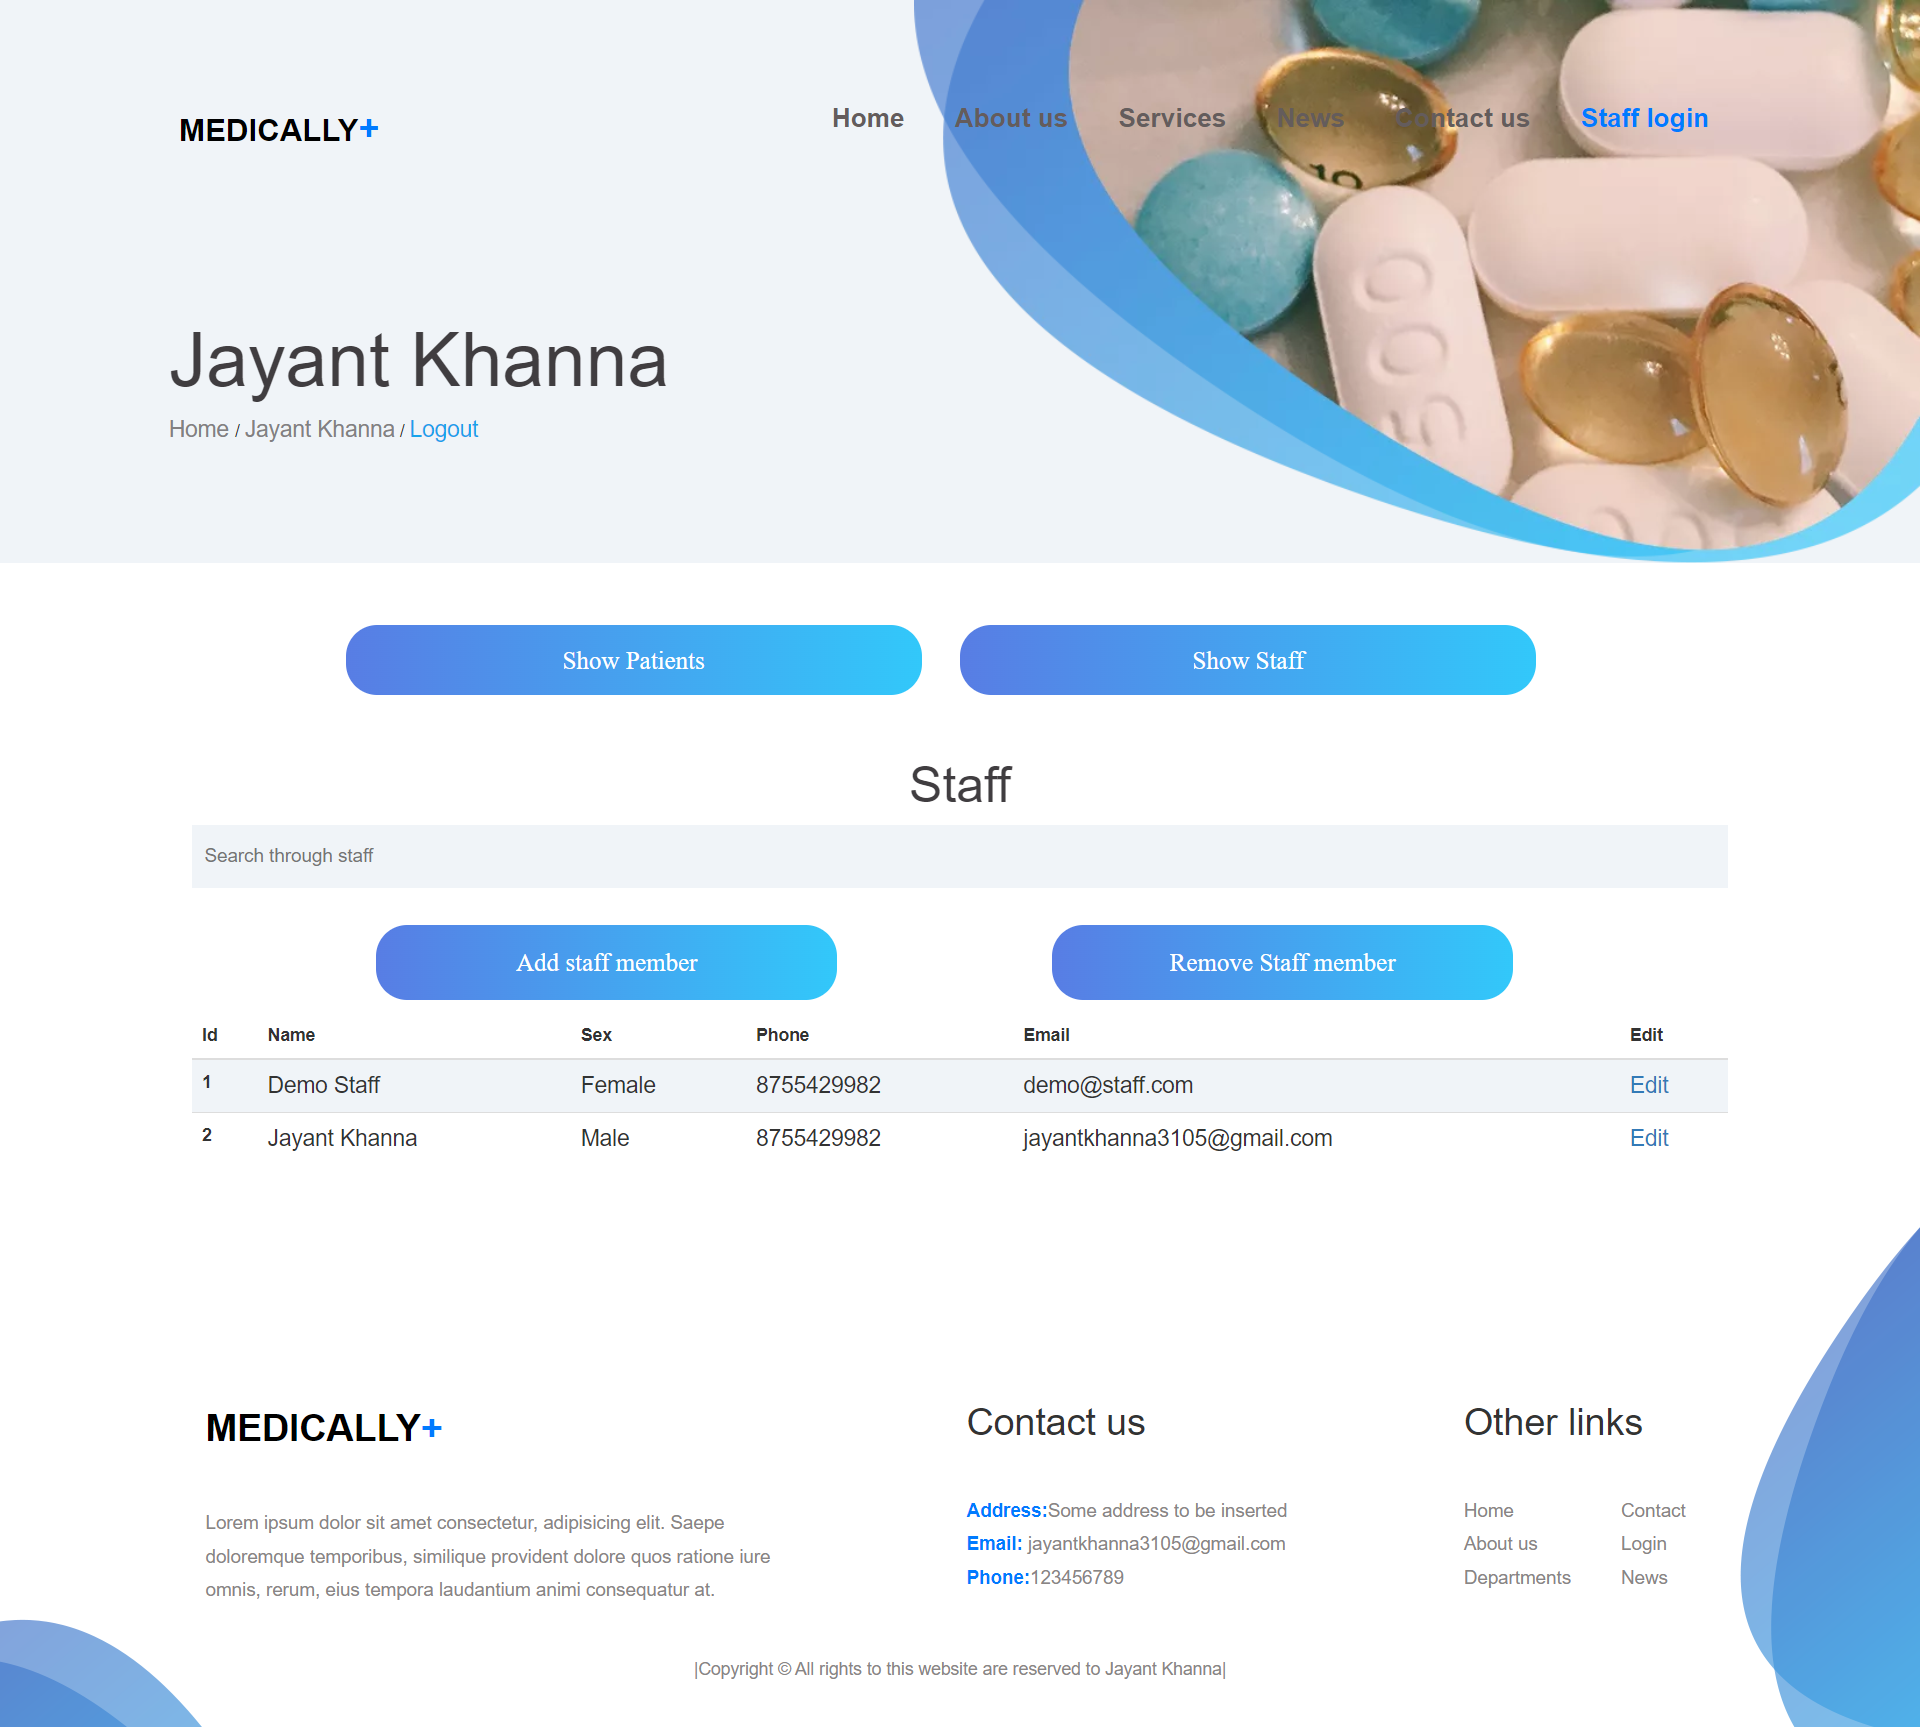 MEDICALLY+
Home About us Services News Contact us Staff login
10
Jayant Khanna
Home / Jayant Khanna / Logout
Show Patients Show Staff
Staff
Search through staff
Add staff member Remove Staff member
Id Name Sex Phone Email Edit
1 Demo Staff Female 8755429982 demo@staff.com Edit
2 Jayant Khanna Male 8755429982 jayantkhanna3105@gmail.com Edit
MEDICALLY+
Lorem ipsum dolor sit amet consectetur, adipisicing elit. Saepe
doloremque temporibus, similique provident dolore quos ratione iure
omnis, rerum, eius tempora laudantium animi consequatur at.
Contact us
Address:Some address to be inserted
Email: jayantkhanna3105@gmail.com
Phone:123456789
Other links
Home Contact
About us Login
Departments News
|Copyright © All rights to this website are reserved to Jayant Khanna|